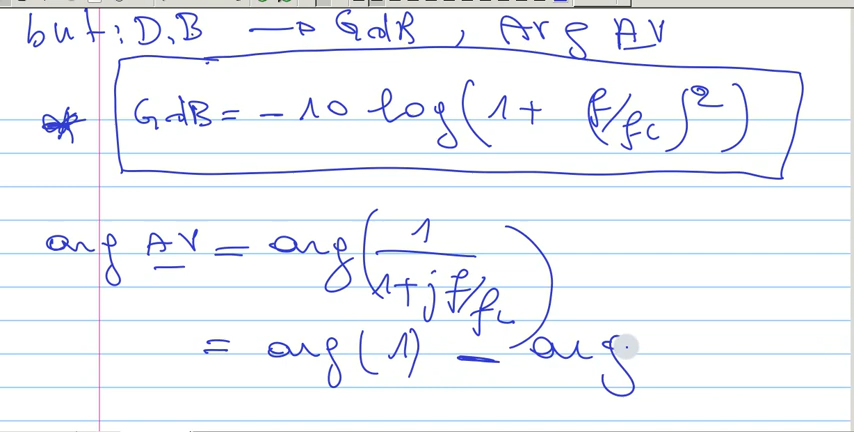 but: D.B → GdB, Arg AV
* GdB = - 10 log(1 + (f/fc)²)
arg AV = arg(1/(1+j f/fc))
= arg(1) - arg